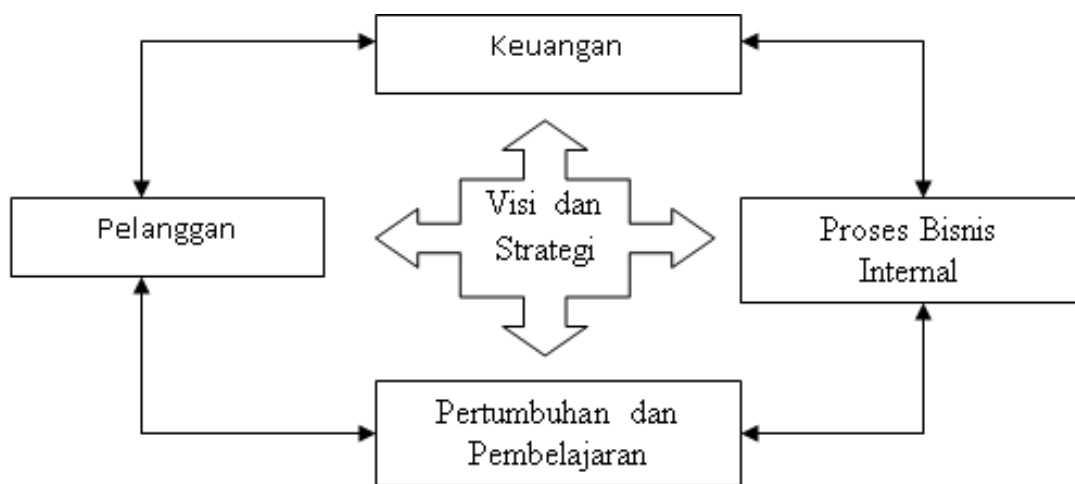 Keuangan
Pelanggan
Visi dan
Strategi
Proses Bisnis
Internal
Pertumbuhan dan
Pembelajaran